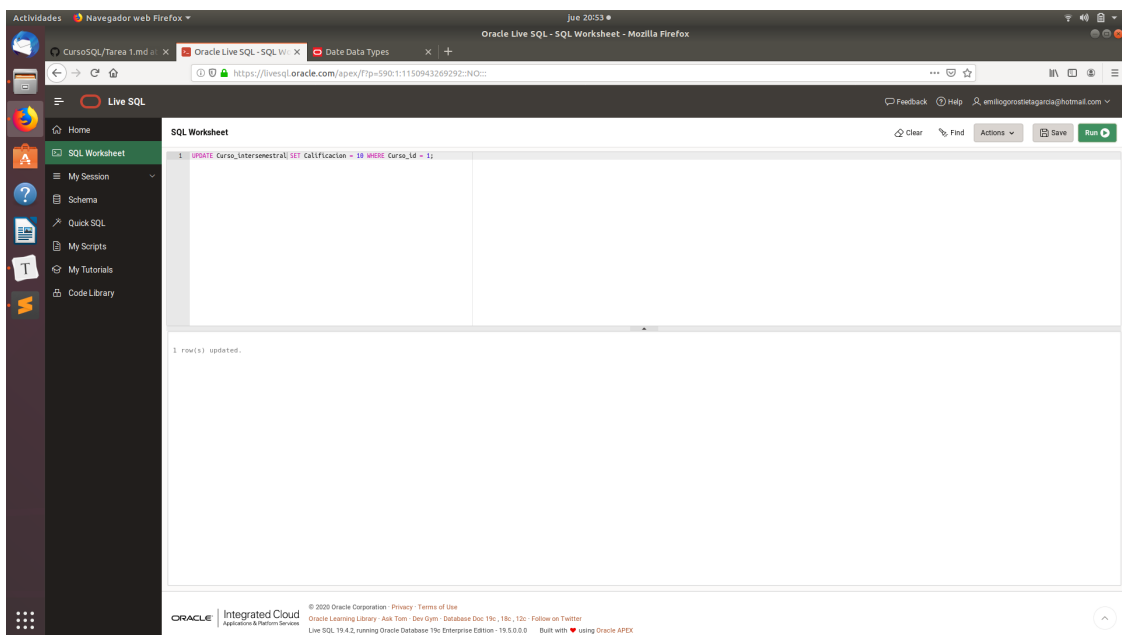 Actividades Navegador web Firefox jue 20:53
Oracle Live SQL - SQL Worksheet - Mozilla Firefox
CursoSQL/Tarea 1.md at Oracle Live SQL - SQL Wo Date Data Types
https://livesql.oracle.com/apex/f?p=590:1:1150943269292::NO:::
Live SQL Feedback Help emiliogorostietagarcia@hotmail.com
Home
SQL Worksheet
My Session
Schema
Quick SQL
My Scripts
My Tutorials
Code Library
SQL Worksheet Clear Find Actions Save Run
1 UPDATE Curso_intersemestral SET Calificacion = 10 WHERE Curso_id = 1;
1 row(s) updated.
ORACLE Integrated Cloud
Applications & Platform Services
© 2020 Oracle Corporation · Privacy · Terms of Use
Oracle Learning Library · Ask Tom · Dev Gym · Database Doc 19c, 18c, 12c · Follow on Twitter
Live SQL 19.4.2, running Oracle Database 19c Enterprise Edition - 19.5.0.0.0 Built with ❤ using Oracle APEX